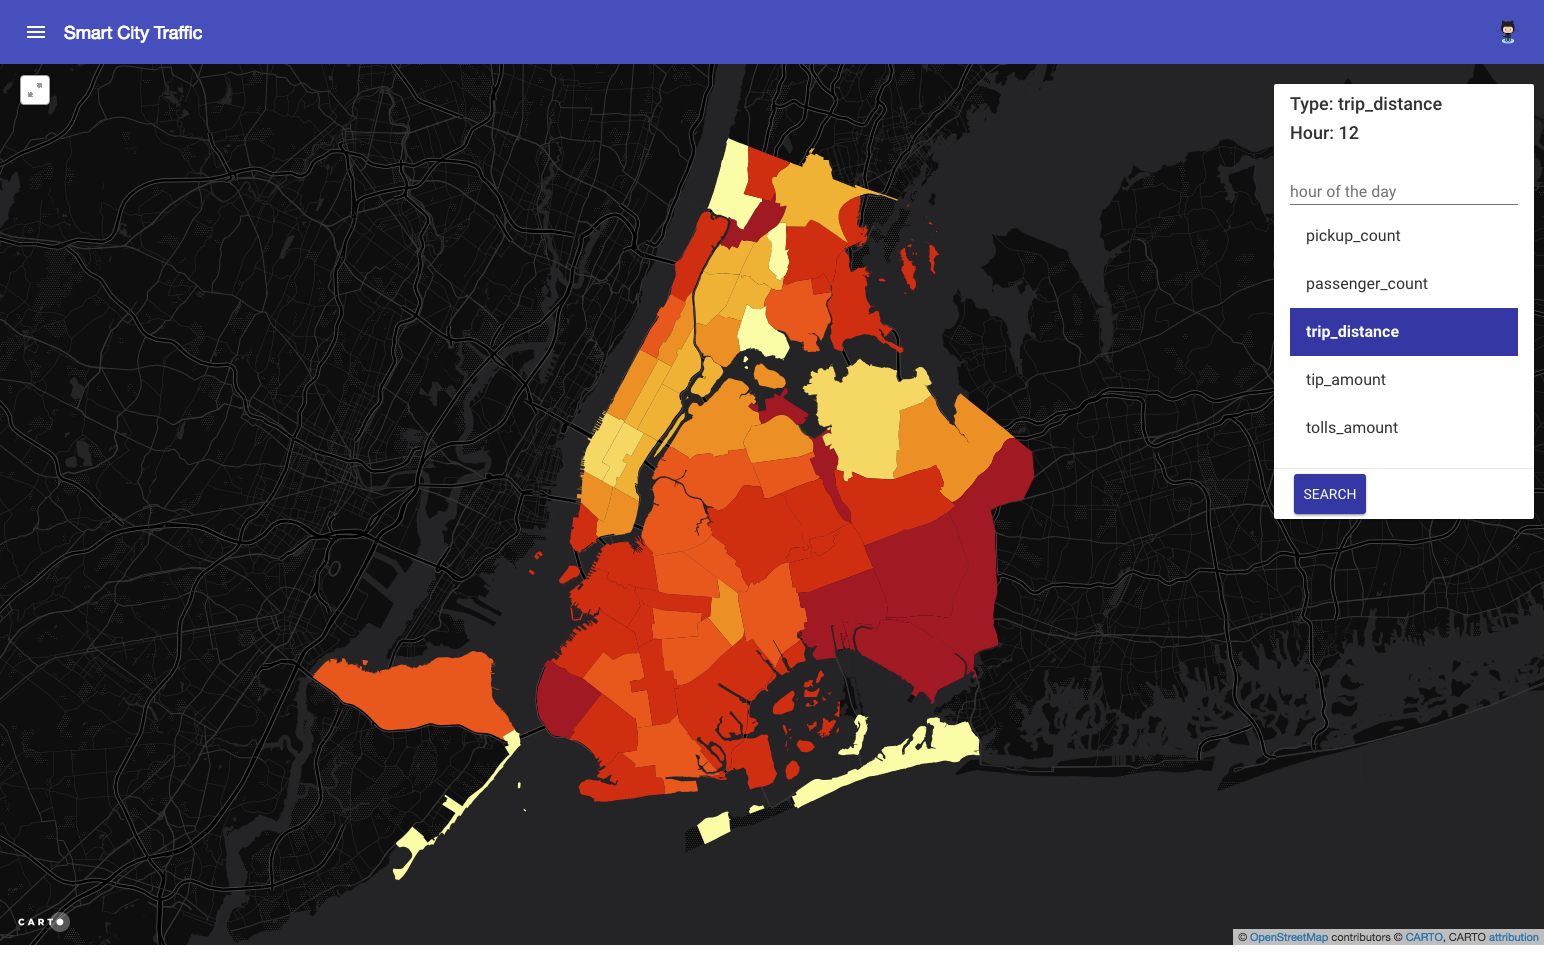 Smart City Traffic
Type: trip_distance
Hour: 12
hour of the day
pickup_count
passenger_count
trip_distance
tip_amount
tolls_amount
SEARCH
CARTO
© OpenStreetMap contributors © CARTO, CARTO attribution